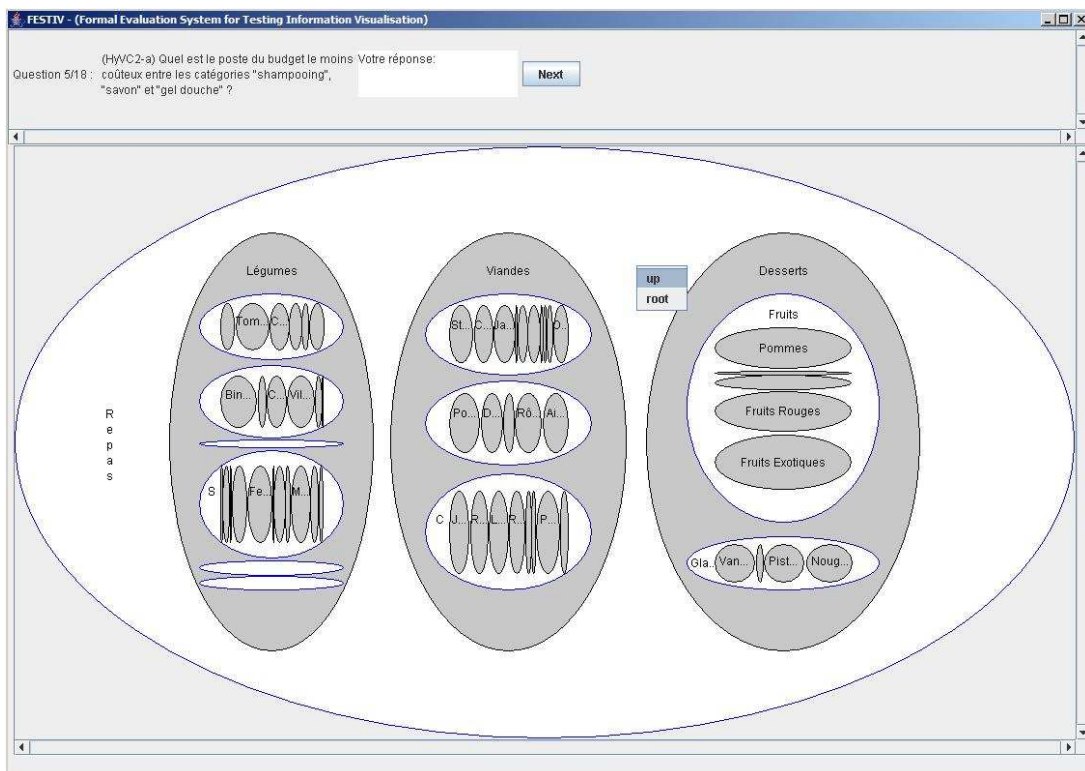 FESTIV - (Formal Evaluation System for Testing Information Visualisation)
Question 5/18 :
(HyVC2-a) Quel est le poste du budget le moins
coûteux entre les catégories "shampooing",
"savon" et "gel douche" ?
Votre réponse:
Next
Repas
Légumes
Tom... C...
Bin... C... Vil...
S Fe... M...
Viandes
St... C... Ja... O..
Po... D... Rô... Ai...
C J... R... L... R... P...
up
root
Desserts
Fruits
Pommes
Fruits Rouges
Fruits Exotiques
Gla.. Van... Pist... Noug...